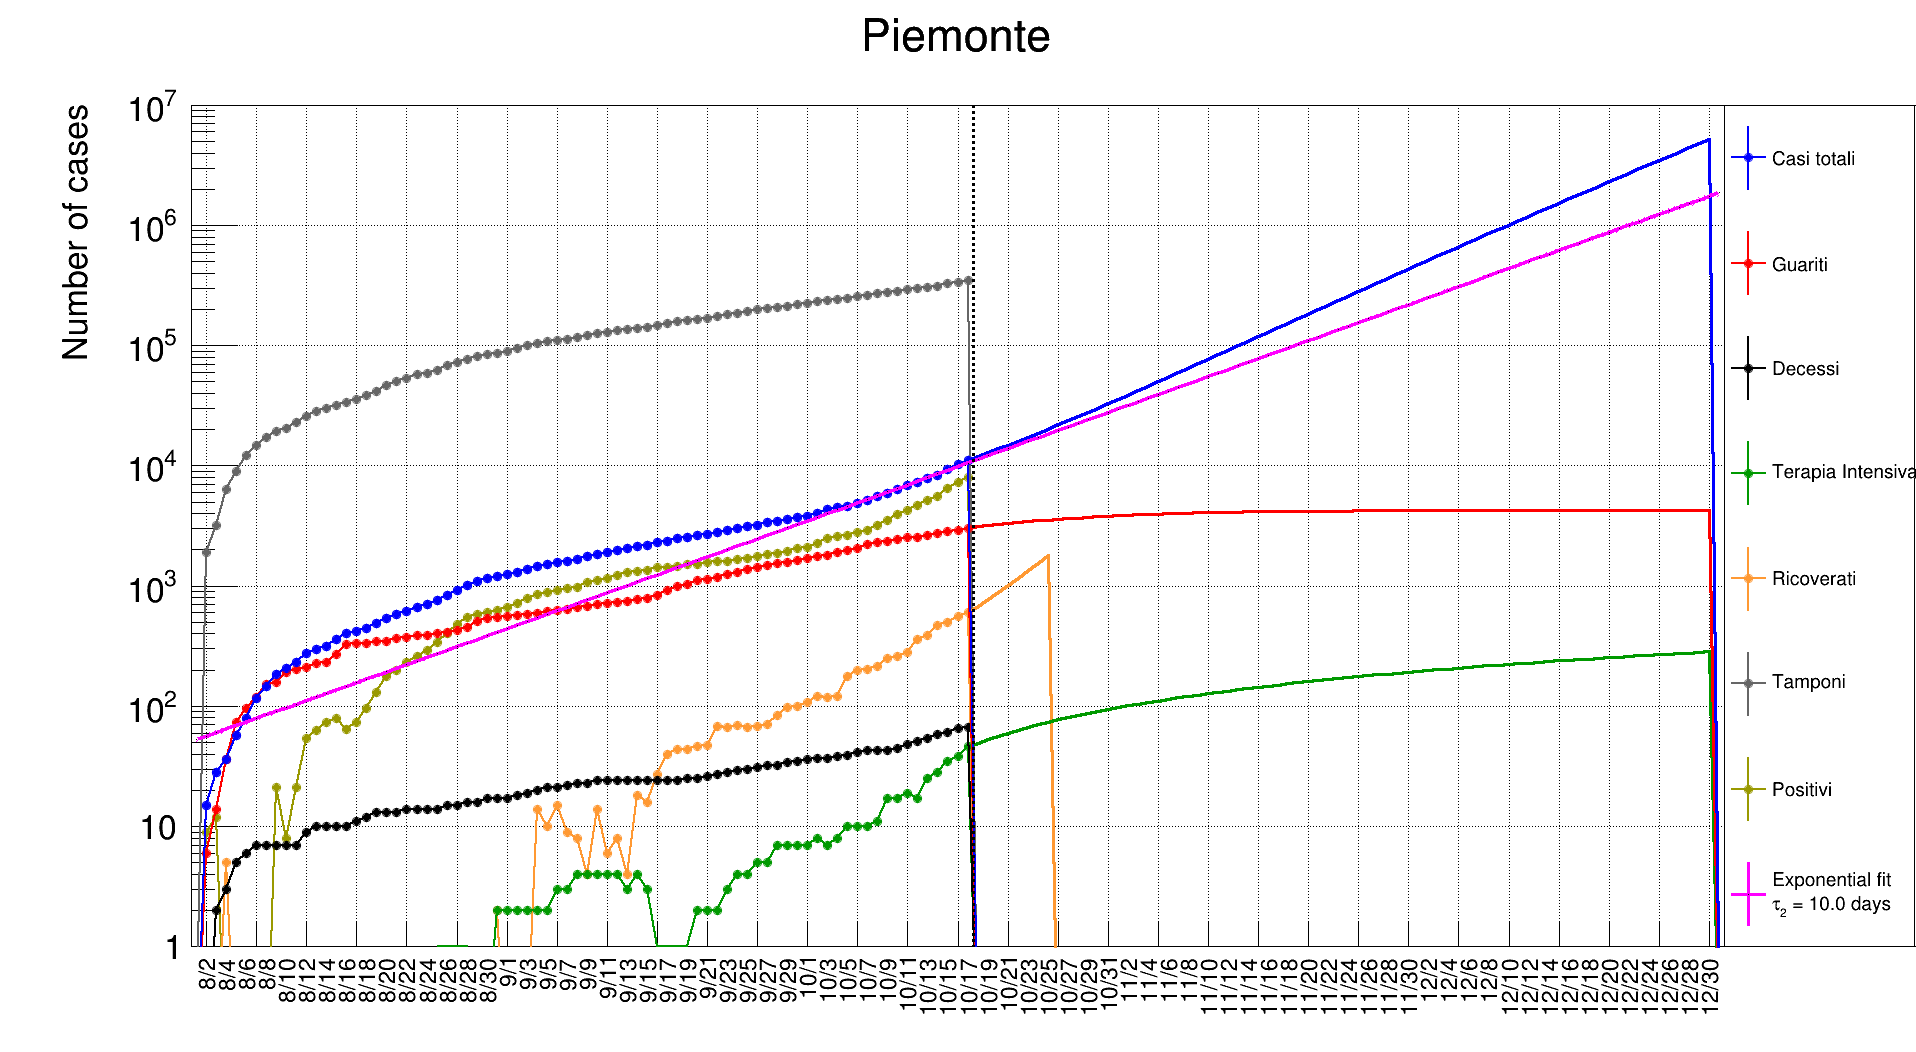 Piemonte
Number of cases
10^7
10^6
10^5
10^4
10^3
10^2
10
1
8/2 8/4 8/6 8/8 8/10 8/12 8/14 8/16 8/18 8/20 8/22 8/24 8/26 8/28 8/30 9/1 9/3 9/5 9/7 9/9 9/11 9/13 9/15 9/17 9/19 9/21 9/23 9/25 9/27 9/29 10/1 10/3 10/5 10/7 10/9 10/11 10/13 10/15 10/17 10/19 10/21 10/23 10/25 10/27 10/29 10/31 11/2 11/4 11/6 11/8 11/10 11/12 11/14 11/16 11/18 11/20 11/22 11/24 11/26 11/28 11/30 12/2 12/4 12/6 12/8 12/10 12/12 12/14 12/16 12/18 12/20 12/22 12/24 12/26 12/28 12/30
Casi totali
Guariti
Decessi
Terapia Intensiva
Ricoverati
Tamponi
Positivi
Exponential fit
τ₂ = 10.0 days